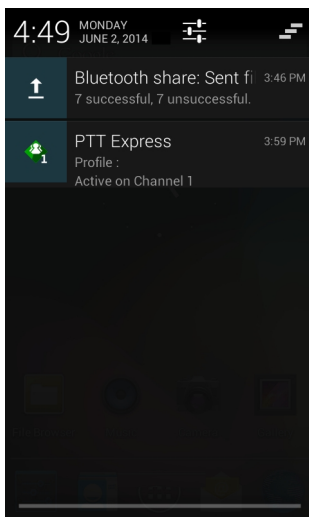 4:49 MONDAY
JUNE 2, 2014
Bluetooth share: Sent fi 3:46 PM
7 successful, 7 unsuccessful.
PTT Express 3:59 PM
1
Profile :
Active on Channel 1